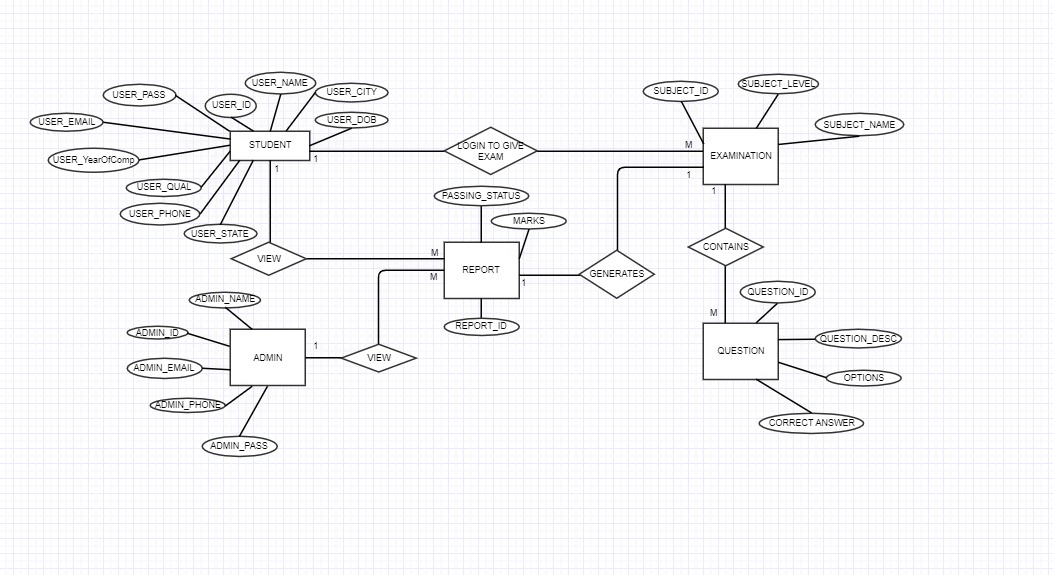 USER_NAME
SUBJECT_LEVEL
USER_PASS
USER_CITY
SUBJECT_ID
USER_ID
USER_EMAIL
USER_DOB
SUBJECT_NAME
STUDENT
LOGIN TO GIVE
EXAM
M
EXAMINATION
1
USER_YearOfComp
1
1
1
USER_QUAL
PASSING_STATUS
USER_PHONE
MARKS
USER_STATE
CONTAINS
M
VIEW
REPORT
GENERATES
M
1
QUESTION_ID
ADMIN_NAME
M
REPORT_ID
ADMIN_ID
QUESTION_DESC
1
ADMIN
VIEW
QUESTION
ADMIN_EMAIL
OPTIONS
ADMIN_PHONE
CORRECT ANSWER
ADMIN_PASS